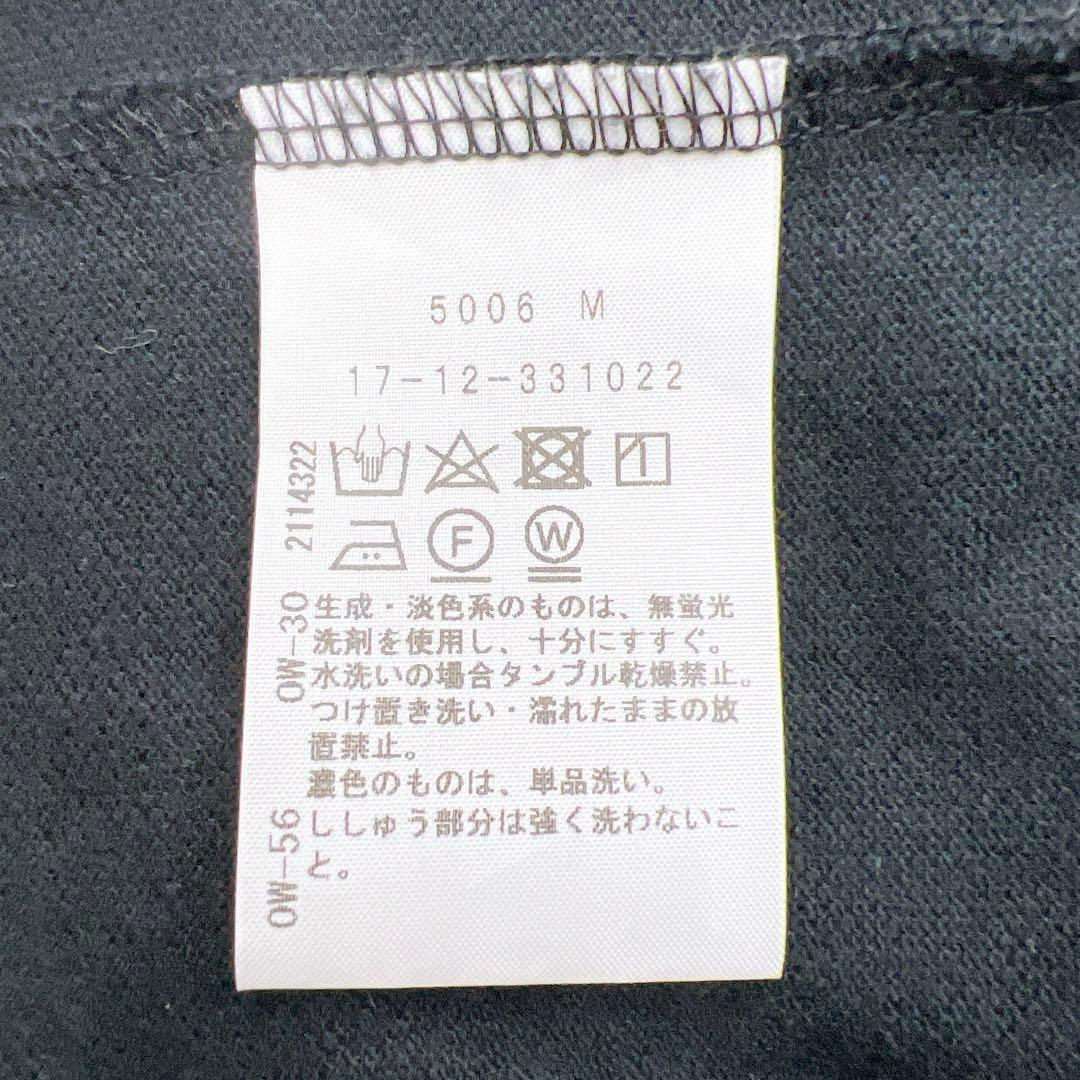 5006 M
17-12-331022
F W
生成・淡色系のものは、無蛍光
洗剤を使用し、十分にすすぐ。
水洗いの場合タンブル乾燥禁止。
つけ置き洗い・濡れたままの放
置禁止。
濃色のものは、単品洗い。
ししゅう部分は強く洗わないこ
と。
2114322
OW-30
OW-56